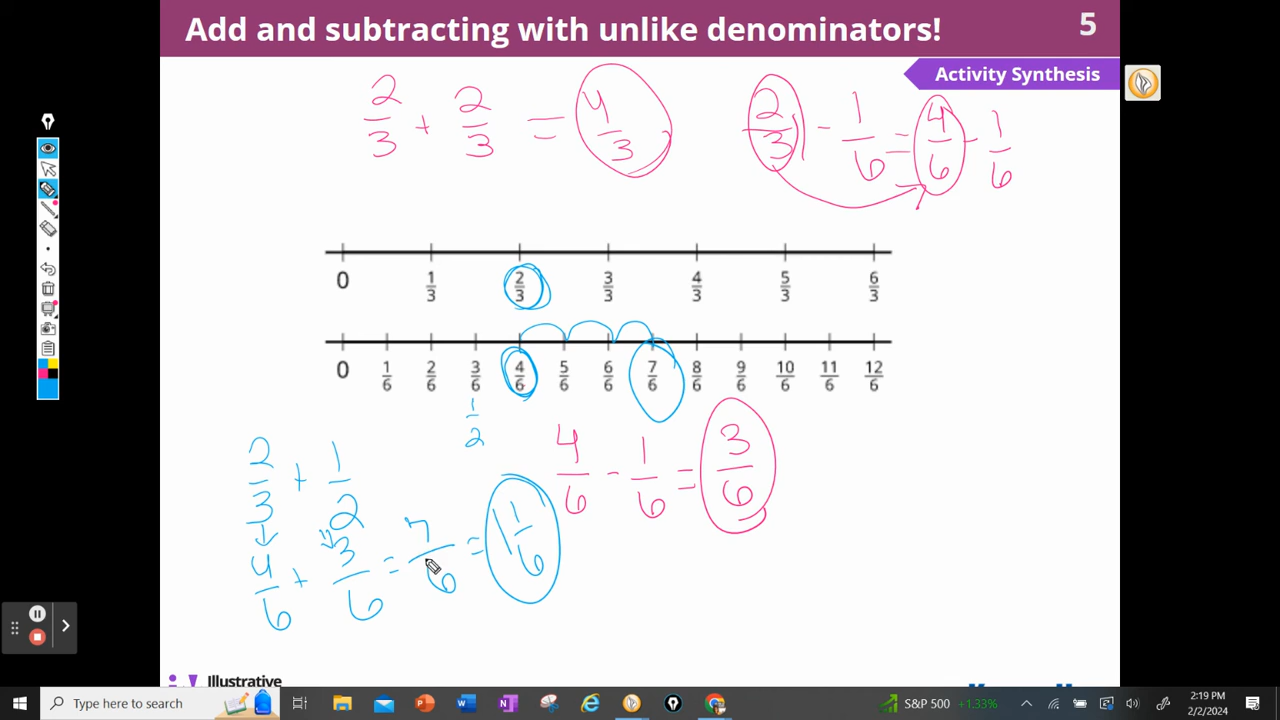 Add and subtracting with unlike denominators! 5
Activity Synthesis
2/3 + 2/3 = 4/3
2/3 - 1/6 = 4/6 - 1/6
0 1/3 2/3 3/3 4/3 5/3 6/3
0 1/6 2/6 3/6 4/6 5/6 6/6 7/6 8/6 9/6 10/6 11/6 12/6
1/2
2/3 + 1/2
4/6 - 1/6 = 3/6
4/6 + 3/6 = 7/6 = 1 1/6
Illustrative
Type here to search
S&P 500 +1.33%
2:19 PM
2/2/2024